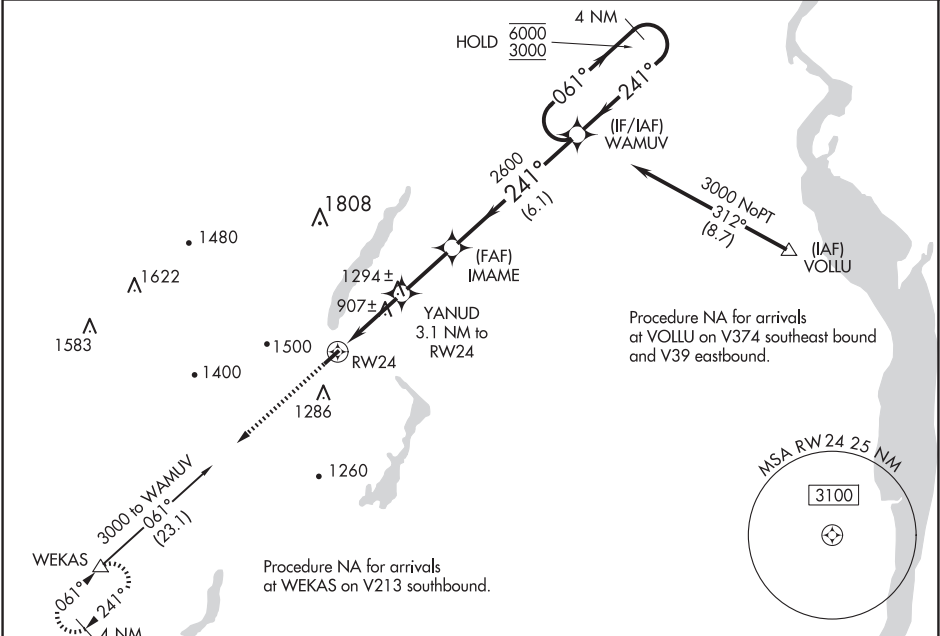 4 NM
HOLD 6000
3000
061°
241°
(IF/IAF)
WAMUV
2600
241°
(6.1)
3000 NoPT
312°
(8.7)
(IAF)
VOLLU
1808
1480
1622
1583
1294±
907±
(FAF)
IMAME
YANUD
3.1 NM to
RW24
RW24
1500
1400
1286
1260
Procedure NA for arrivals
at VOLLU on V374 southeast bound
and V39 eastbound.
MSA RW24 25 NM
3100
3000 to WAMUV
061°
(23.1)
WEKAS
061°
241°
4 NM
Procedure NA for arrivals
at WEKAS on V213 southbound.